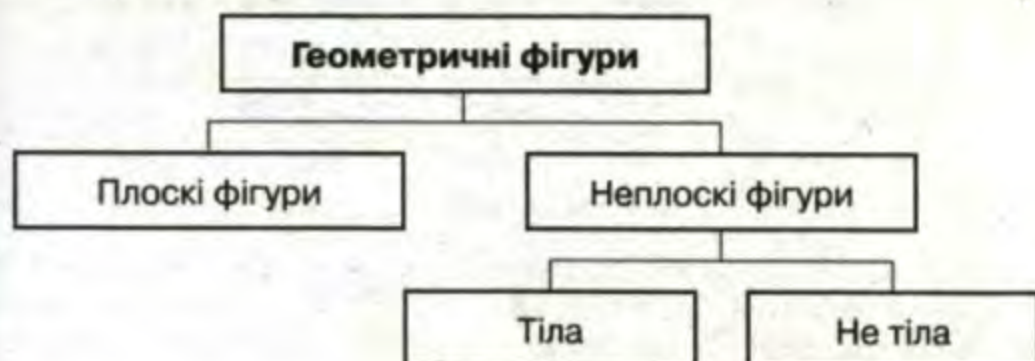 Геометричні фігури
Плоскі фігури
Неплоскі фігури
Тіла
Не тіла